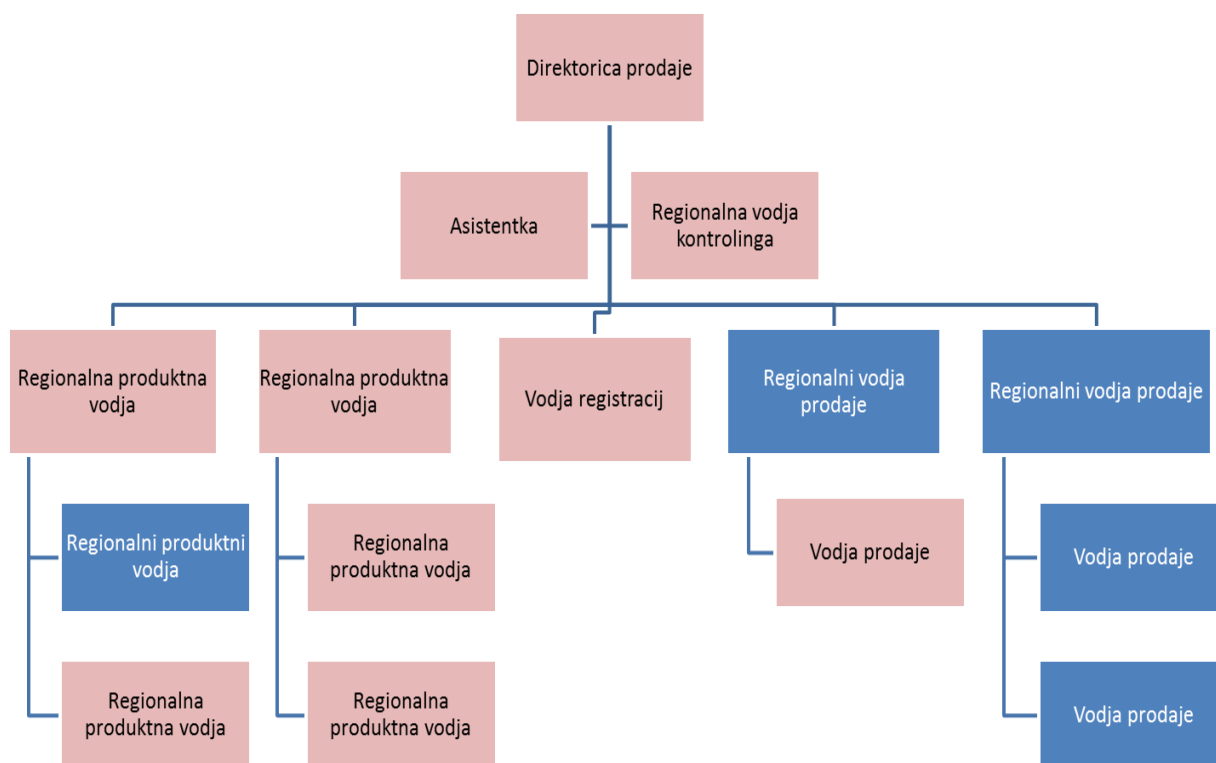 Direktorica prodaje
Asistentka
Regionalna vodja
kontrolinga
Regionalna produktna
vodja
Regionalna produktna
vodja
Vodja registracij
Regionalni vodja
prodaje
Regionalni vodja prodaje
Regionalni produktni
vodja
Regionalna
produktna vodja
Vodja prodaje
Vodja prodaje
Regionalna
produktna vodja
Regionalna
produktna vodja
Vodja prodaje